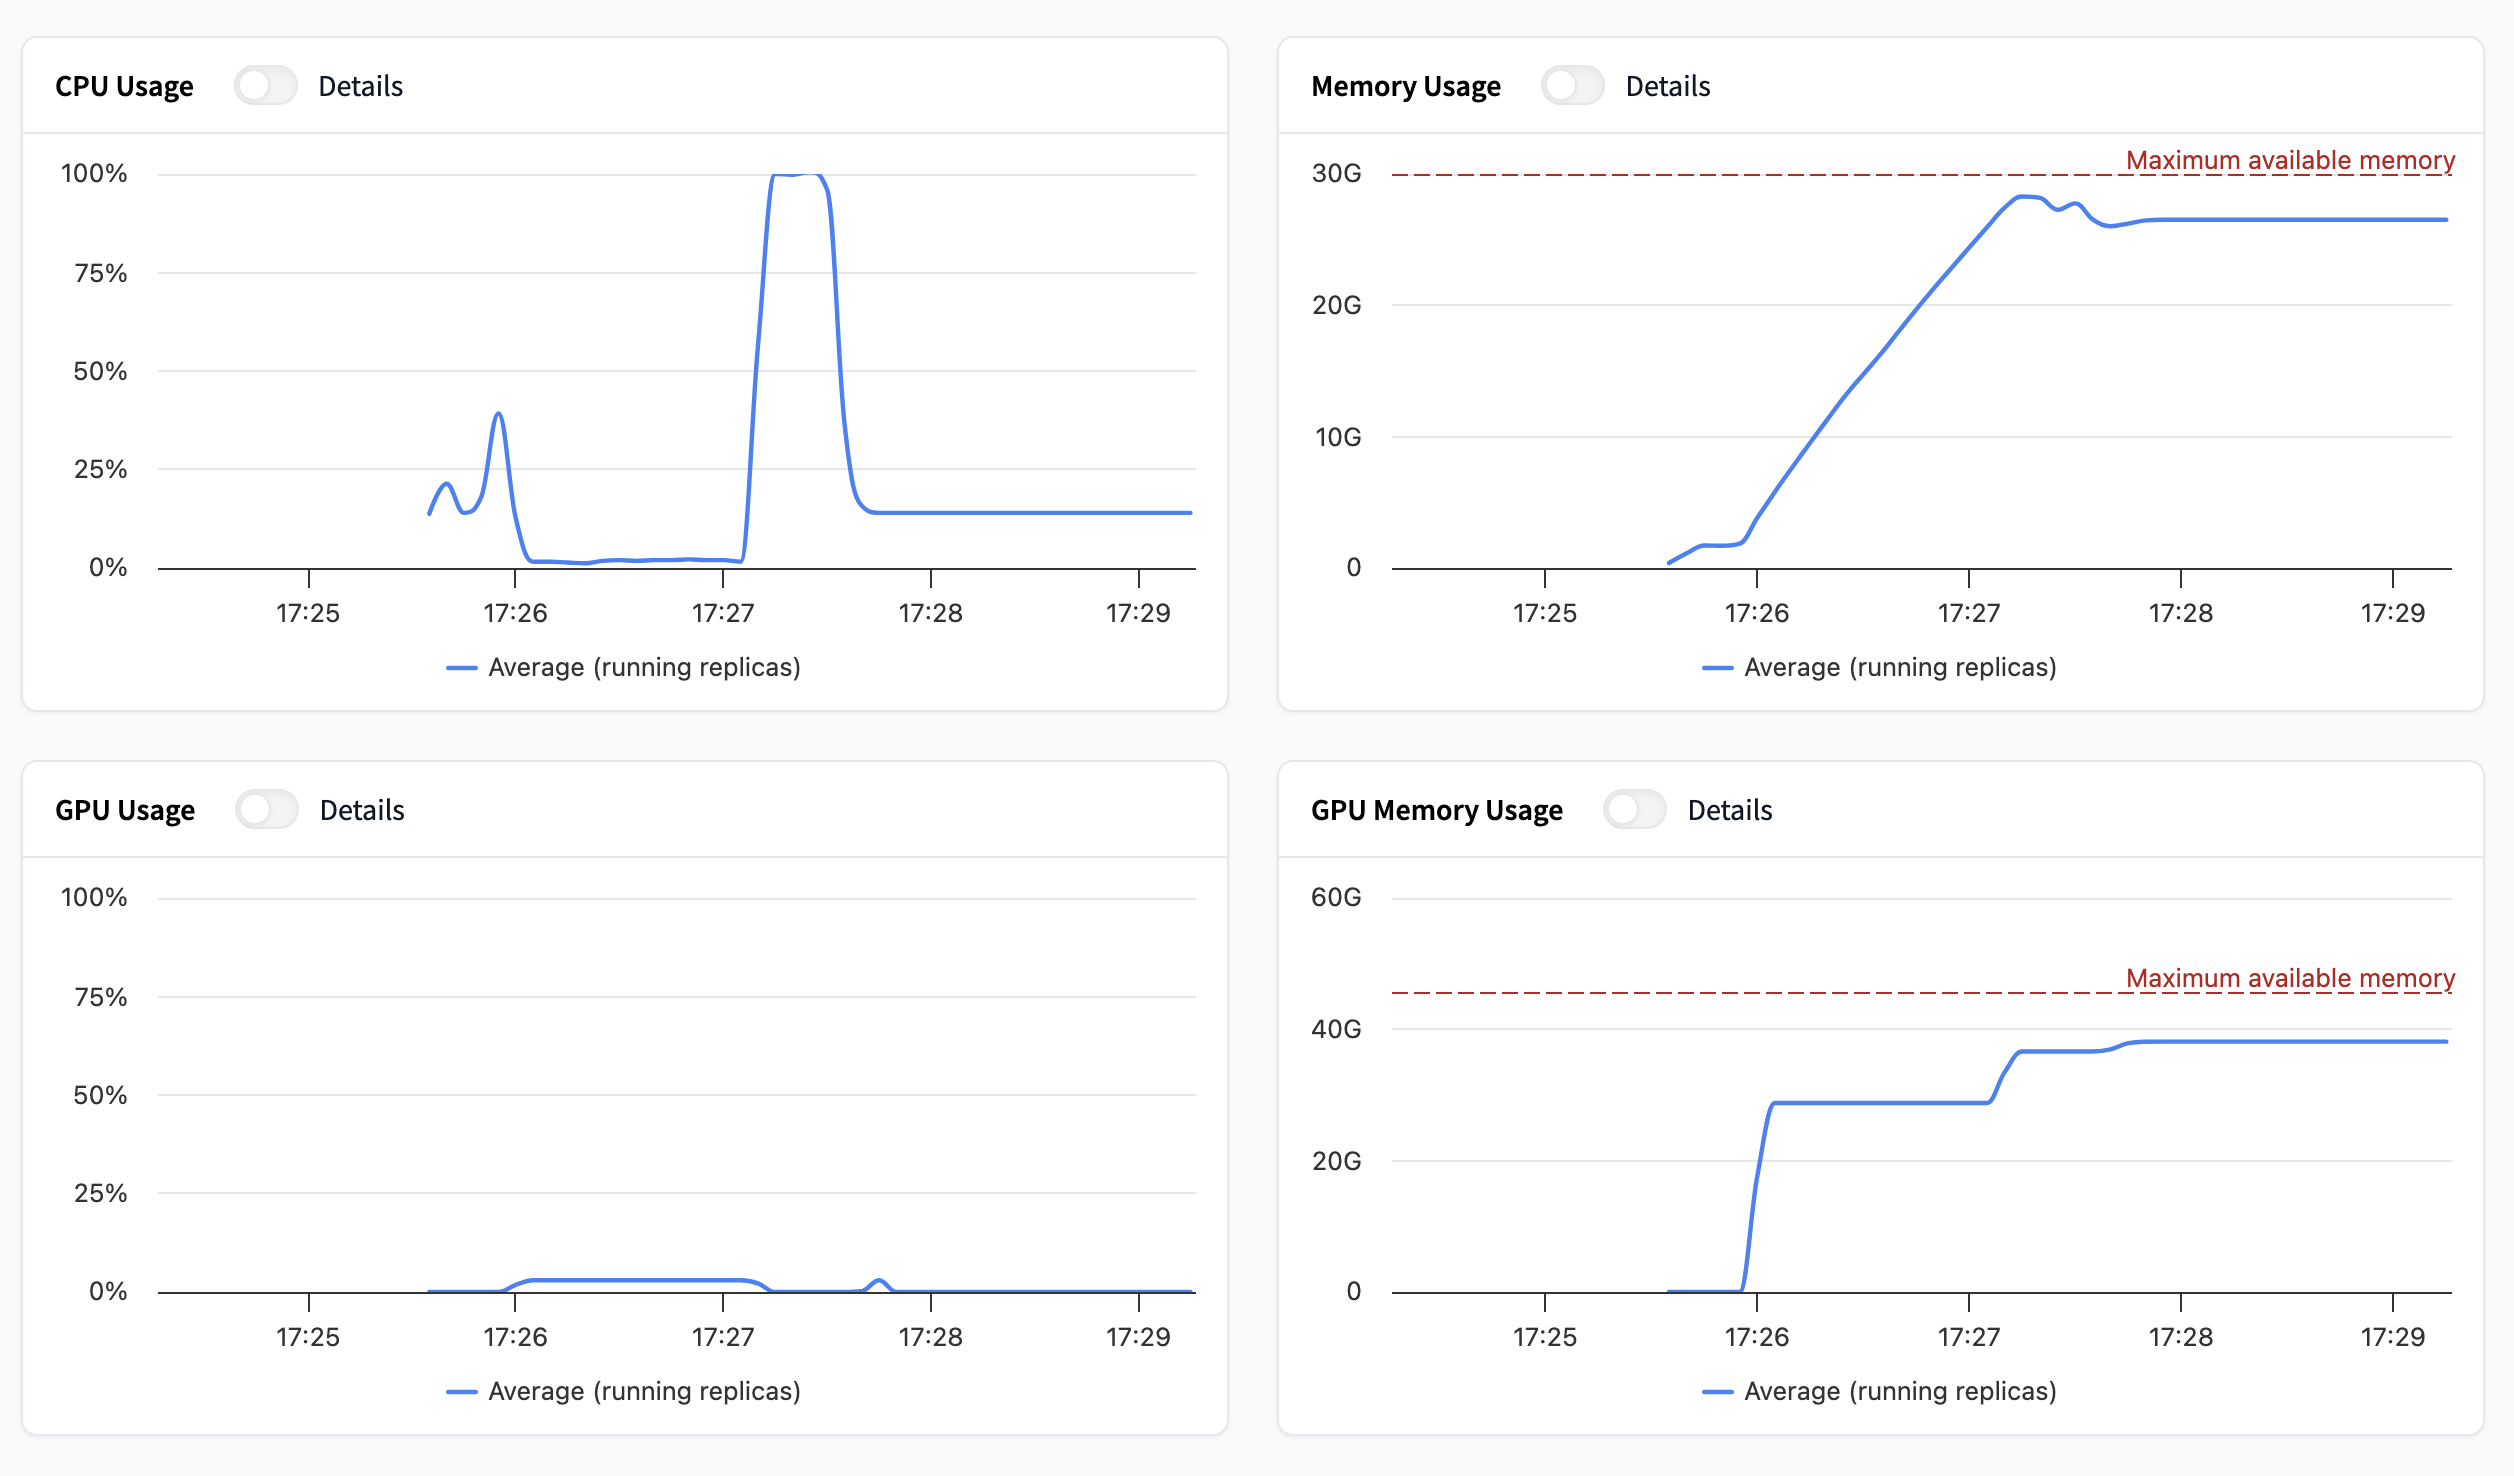 CPU Usage Details
100%
75%
50%
25%
0%
17:25 17:26 17:27 17:28 17:29
Average (running replicas)
Memory Usage Details
Maximum available memory
30G
20G
10G
0
17:25 17:26 17:27 17:28 17:29
Average (running replicas)
GPU Usage Details
100%
75%
50%
25%
0%
17:25 17:26 17:27 17:28 17:29
Average (running replicas)
GPU Memory Usage Details
60G
Maximum available memory
40G
20G
0
17:25 17:26 17:27 17:28 17:29
Average (running replicas)